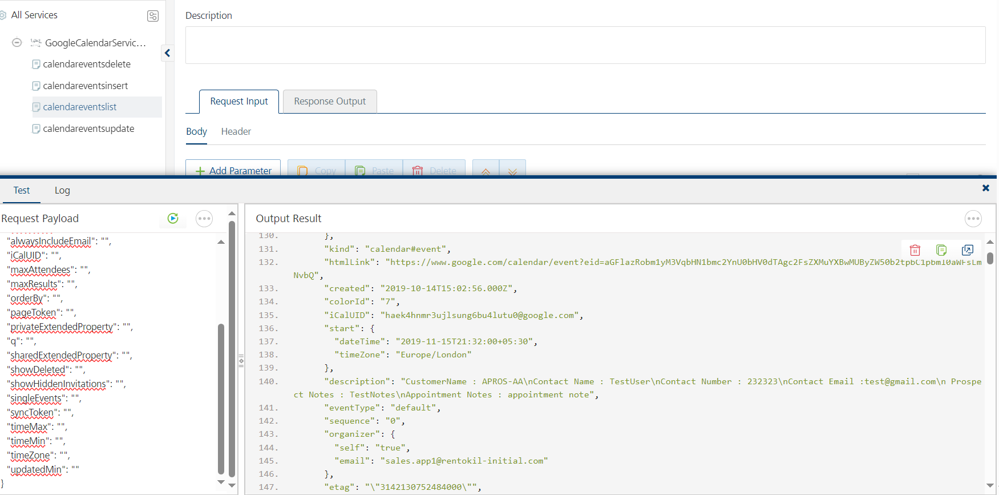 All Services
GoogleCalendarServic...
calendareventsdelete
calendareventsinsert
calendareventslist
calendareventsupdate
Description
Request Input
Response Output
Body
Header
Add Parameter
Copy
Paste
Delete
Test
Log
Request Payload
"alwaysIncludeEmail": "",
"iCalUID": "",
"maxAttendees": "",
"maxResults": "",
"orderBy": "",
"pageToken": "",
"privateExtendedProperty": "",
"q": "",
"sharedExtendedProperty": "",
"showDeleted": "",
"showHiddenInvitations": "",
"singleEvents": "",
"syncToken": "",
"timeMax": "",
"timeMin": "",
"timeZone": "",
"updatedMin": ""
}
Output Result
130. },
131. "kind": "calendar#event",
132. "htmlLink": "https://www.google.com/calendar/event?
NvbQ",
133. "created": "2019-10-14T15:02:56.000Z",
134. "colorId": "7",
135. "iCalUID": "haek4hnmr3ujlsung6bu4lutu0@google.com",
136. "start": {
137. "dateTime": "2019-11-15T21:32:00+05:30",
138. "timeZone": "Europe/London"
139. },
140. "description": "CustomerName : APROS-AA\nContact Name : TestUser\nContact Number : 232323\nContact Email :test@gmail.com\n Prospe
ct Notes : TestNotes\nAppointment Notes : appointment note",
141. "eventType": "default",
142. "sequence": "0",
143. "organizer": {
144. "self": "true",
145. "email": "sales.app1@rentokil-initial.com"
146. },
147. "etag": "\"3142130752484000\"",